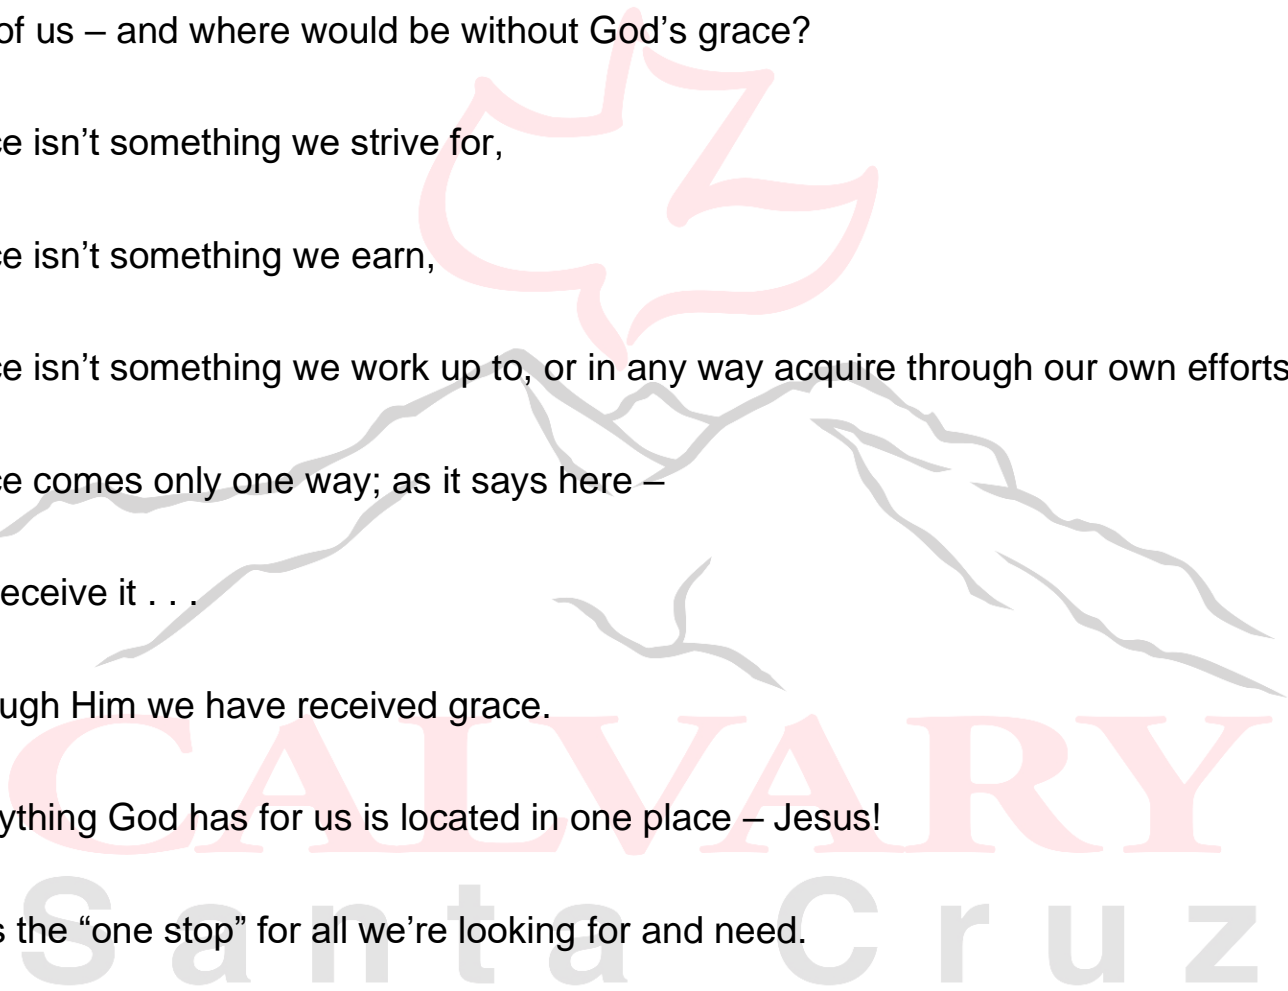 of us – and where would be without God’s grace?
ce isn’t something we strive for,
ce isn’t something we earn,
ce isn’t something we work up to, or in any way acquire through our own efforts
ce comes only one way; as it says here –
eceive it . . .
ugh Him we have received grace.
ything God has for us is located in one place – Jesus!
s the “one stop” for all we’re looking for and need.
CALVARY
Santa Cruz